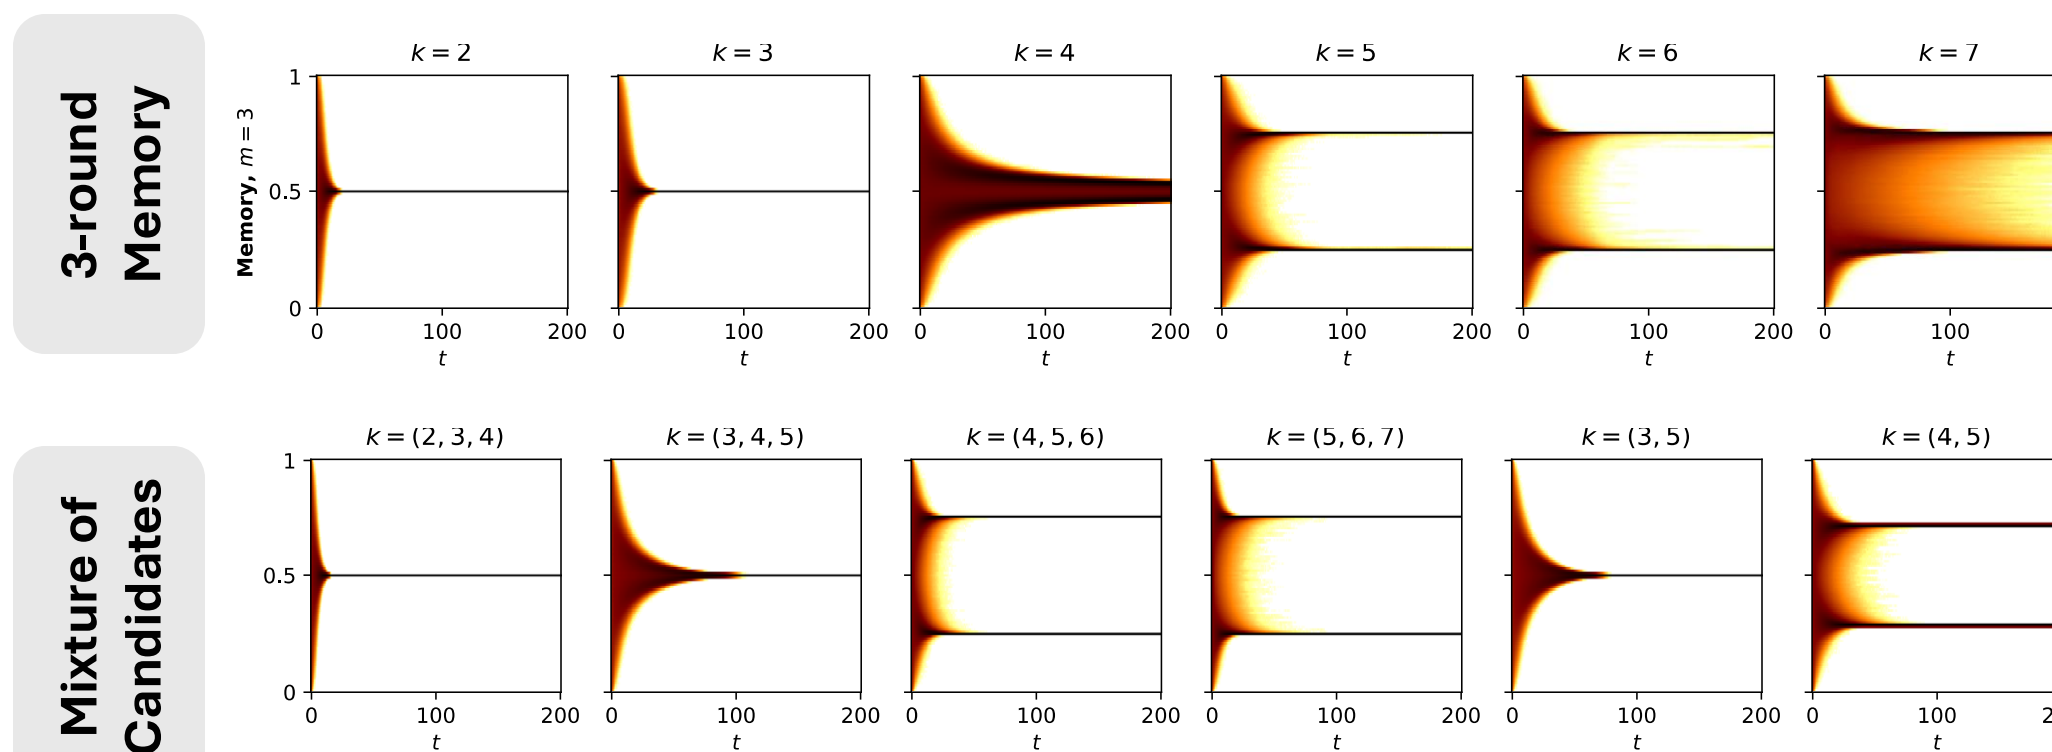 3-round
Memory
k = 2
k = 3
k = 4
k = 5
k = 6
k = 7
Memory, m = 3
1
0.5
0
0 100 200
0 100 200
0 100 200
0 100 200
0 100 200
0 100
t
t
t
t
t
t
Mixture of
Candidates
k = (2, 3, 4)
k = (3, 4, 5)
k = (4, 5, 6)
k = (5, 6, 7)
k = (3, 5)
k = (4, 5)
1
0.5
0
0 100 200
0 100 200
0 100 200
0 100 200
0 100 200
0 100 2
t
t
t
t
t
t